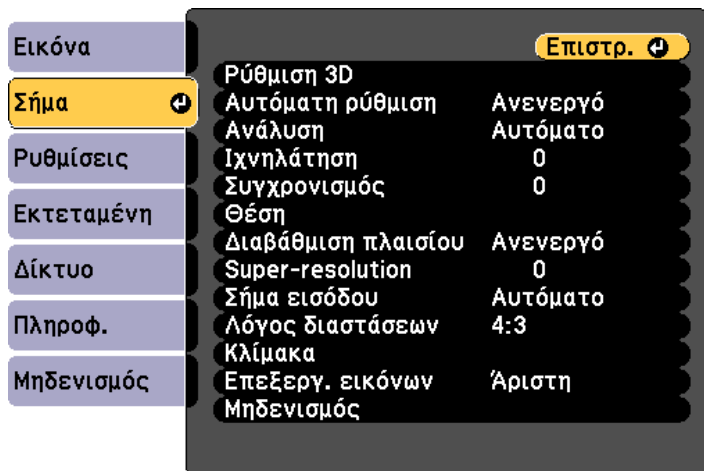 Εικόνα
Σήμα
Ρυθμίσεις
Εκτεταμένη
Δίκτυο
Πληροφ.
Μηδενισμός
Επιστρ.
Ρύθμιση 3D
Αυτόματη ρύθμιση Ανενεργό
Ανάλυση Αυτόματο
Ιχνηλάτηση 0
Συγχρονισμός 0
Θέση
Διαβάθμιση πλαισίου Ανενεργό
Super-resolution 0
Σήμα εισόδου Αυτόματο
Λόγος διαστάσεων 4:3
Κλίμακα
Επεξεργ. εικόνων Άριστη
Μηδενισμός